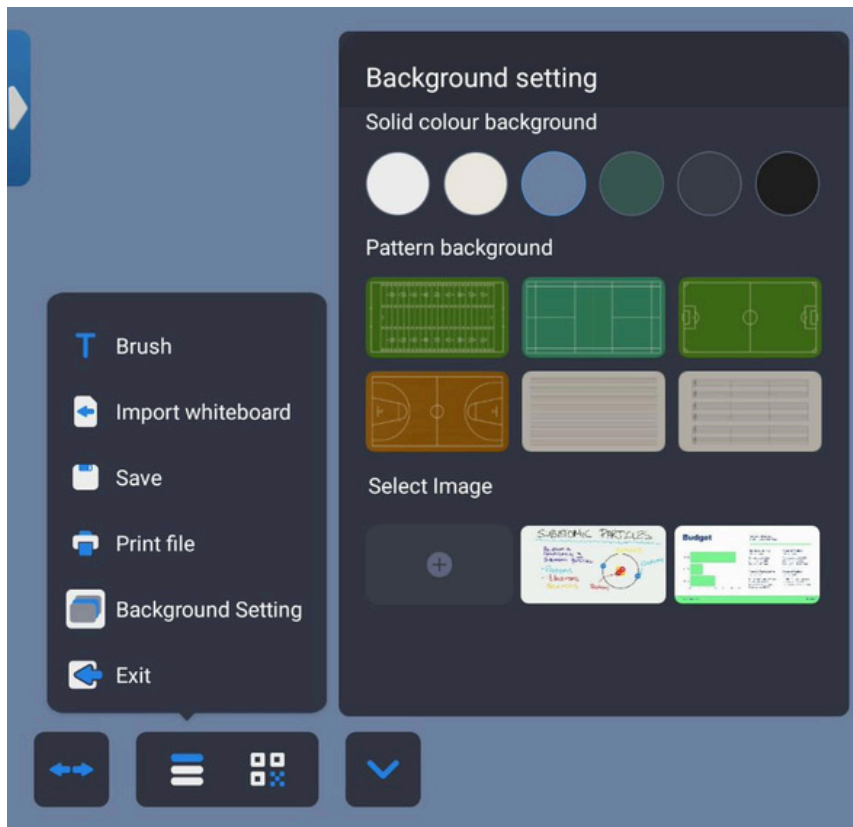 Background setting
Solid colour background
Pattern background
Select Image
SUBATOMIC PARTICLES
Budget
T Brush
Import whiteboard
Save
Print file
Background Setting
Exit